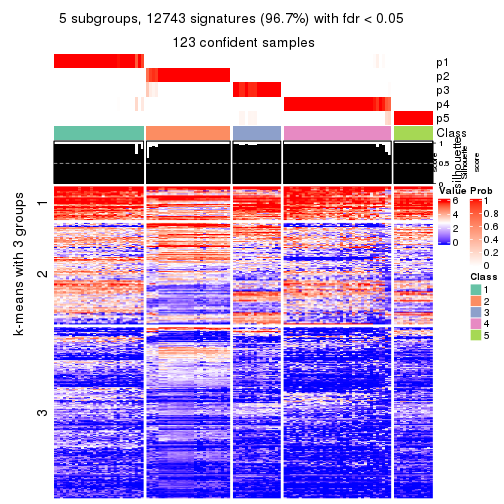 5 subgroups, 12743 signatures (96.7%) with fdr < 0.05
123 confident samples
p1
p2
p3
p4
p5
Class
1
0.5
0
silhouette
Silhouette
score
score
k-means with 3 groups
1
2
3
Value
6
4
2
0
Prob
1
0.8
0.6
0.4
0.2
0
Class
1
2
3
4
5